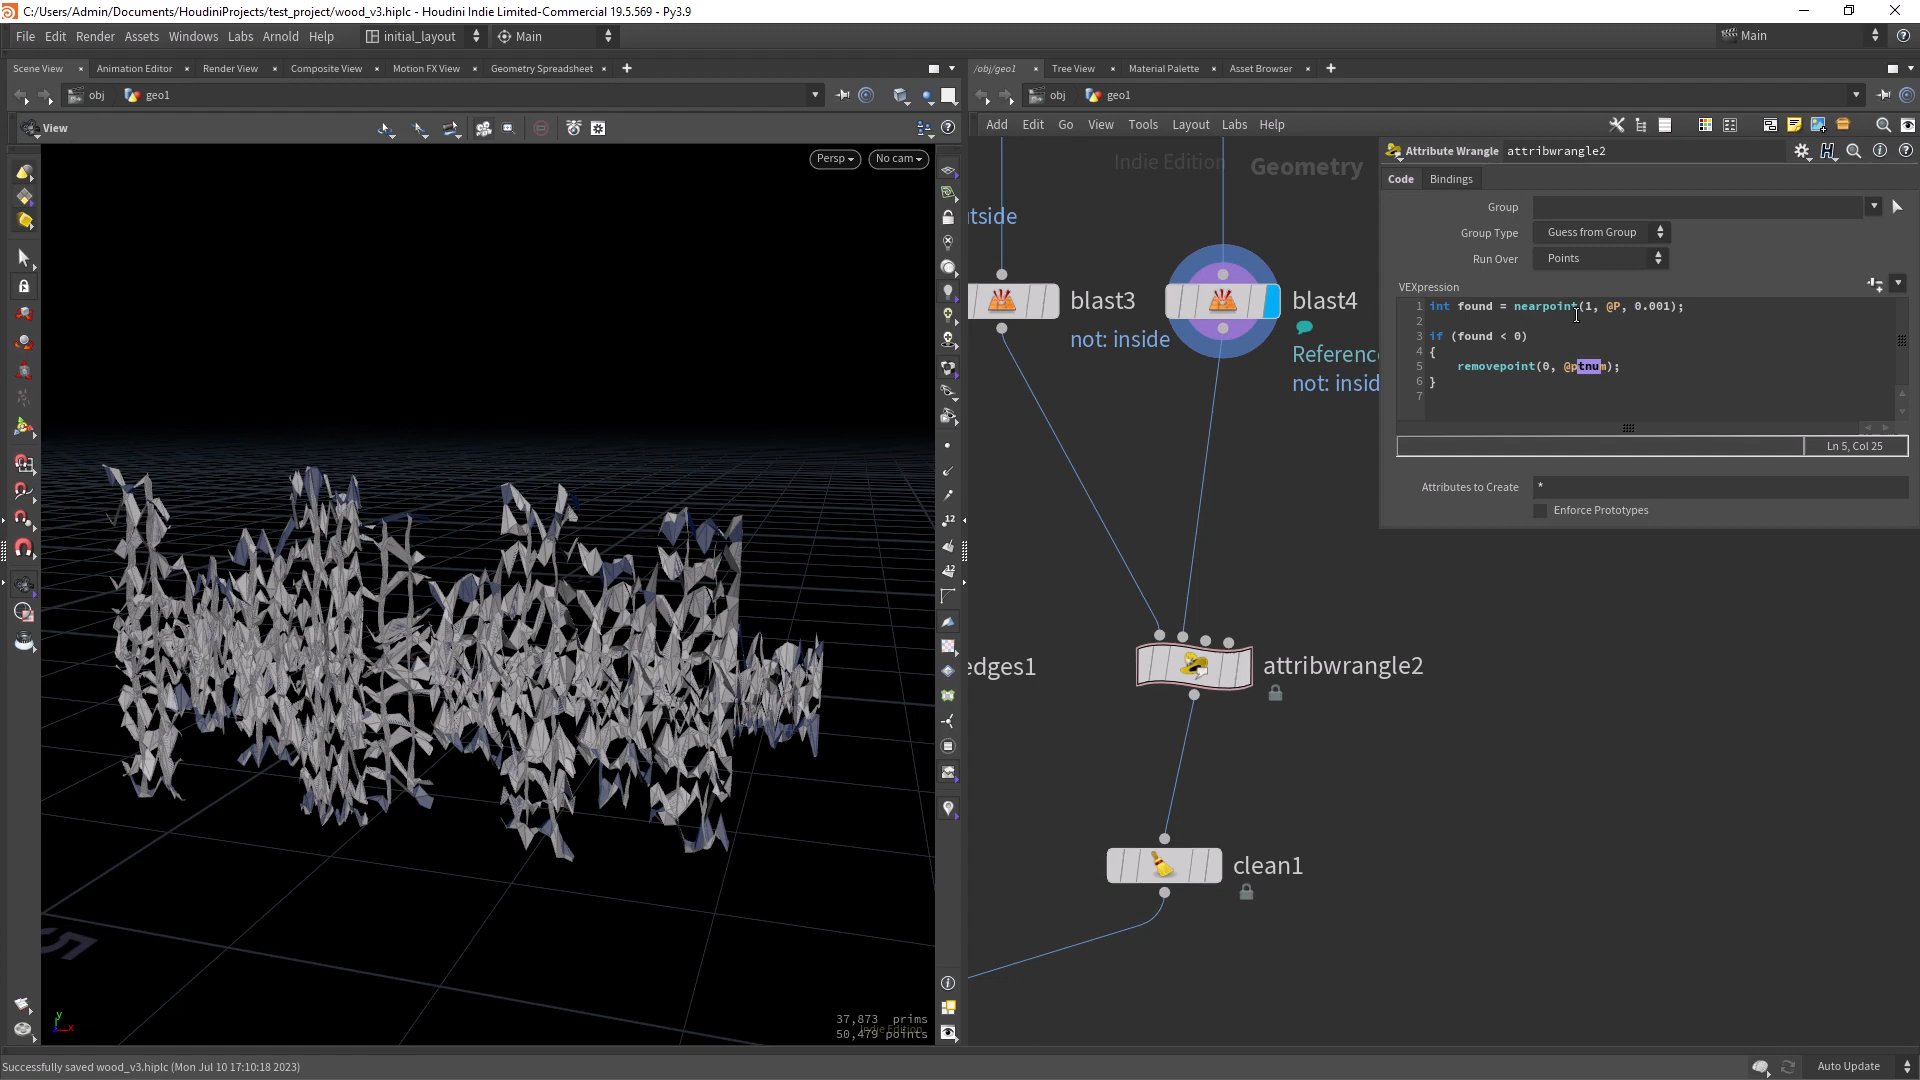 C:/Users/Admin/Documents/HoudiniProjects/test_project/wood_v3.hiplc - Houdini Indie Limited-Commercial 19.5.569 - Py3.9
File Edit Render Assets Windows Labs Arnold Help initial_layout Main Main
Scene View Animation Editor Render View Composite View Motion FX View Geometry Spreadsheet
/obj/geo1 Tree View Material Palette Asset Browser
obj geo1
obj geo1
View
Add Edit Go View Tools Layout Labs Help
Persp No cam
Indie Edition Geometry
Attribute Wrangle attribwrangle2
Code Bindings
Group
Group Type Guess from Group
Run Over Points
VEXpression
1 int found = nearpoint(1, @P, 0.001);
2
3 if (found < 0)
4 {
5 removepoint(0, @ptnum);
6 }
7
Ln 5, Col 25
Attributes to Create *
Enforce Prototypes
utside
blast3
not: inside
blast4
Reference
not: insid
edges1
attribwrangle2
clean1
12
12
5
y
x
37,873 prims
Indie Edition
50,479 points
Successfully saved wood_v3.hiplc (Mon Jul 10 17:10:18 2023)
Auto Update